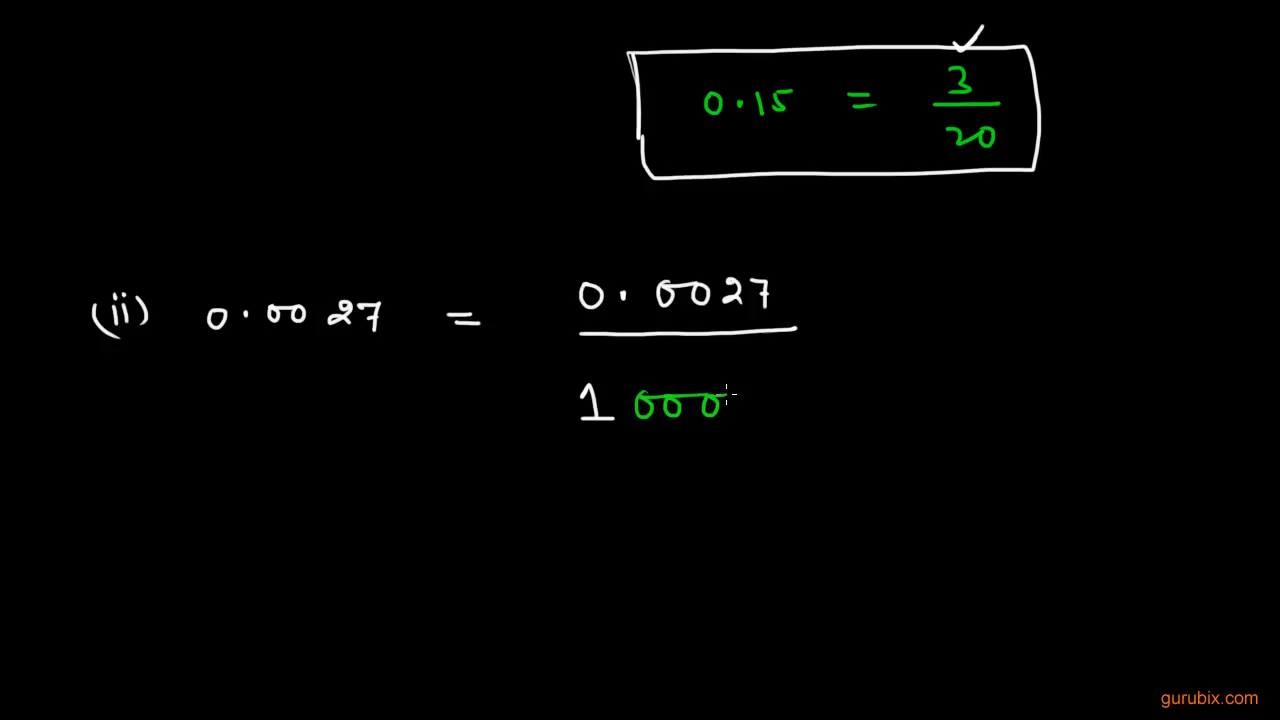 0.15 = 3/20
(ii) 0.0027 = 0.0027/1000
gurubix.com